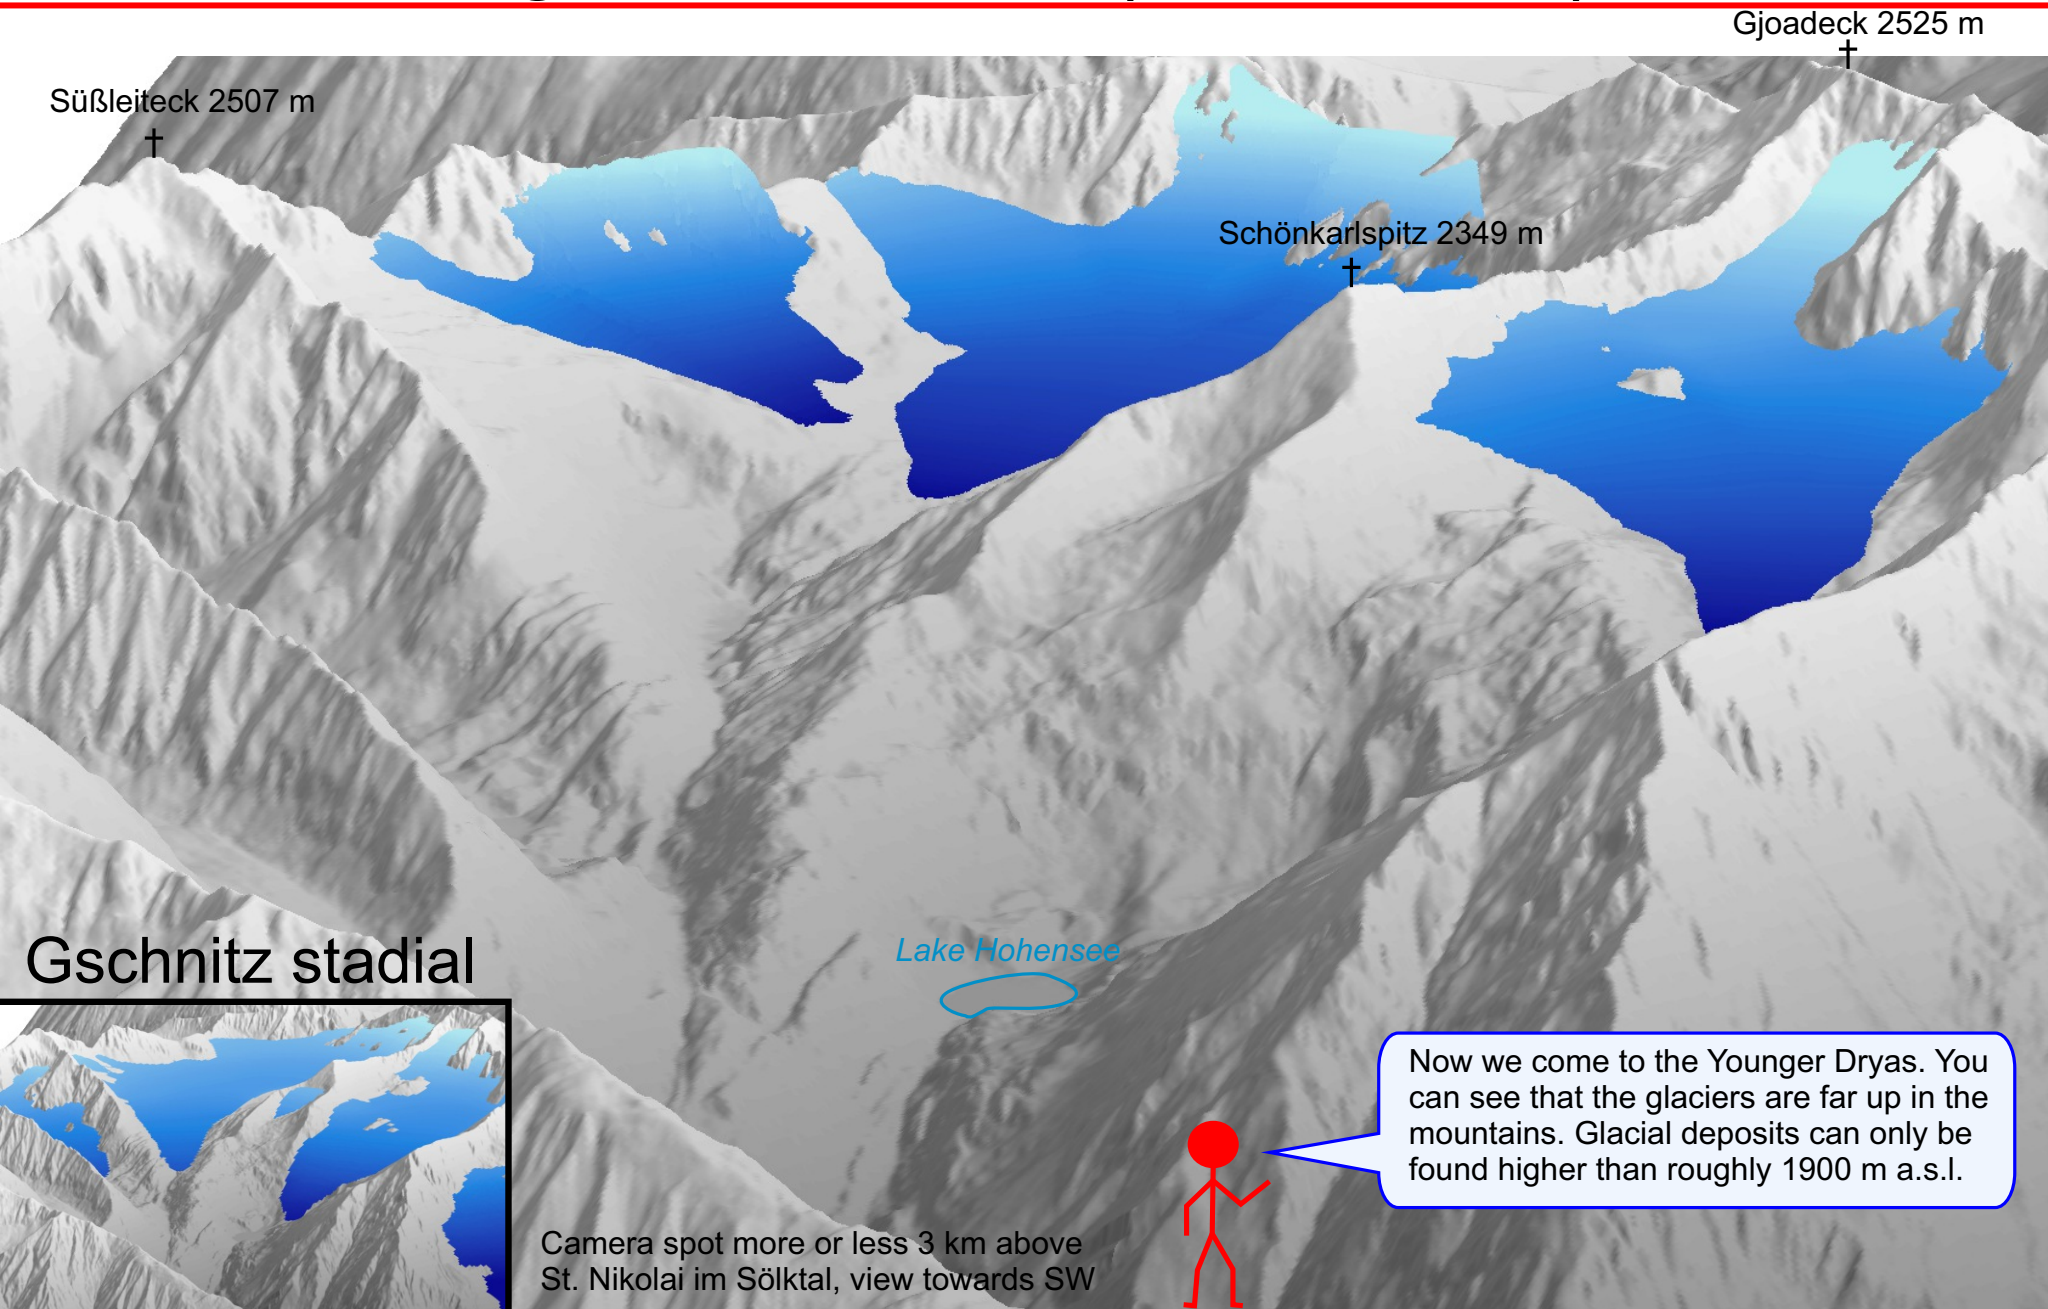 Gjoadeck 2525 m
Süßleiteck 2507 m
Schönkarlspitz 2349 m
Lake Hohensee
Gschnitz stadial
Now we come to the Younger Dryas. You
can see that the glaciers are far up in the
mountains. Glacial deposits can only be
found higher than roughly 1900 m a.s.l.
Camera spot more or less 3 km above
St. Nikolai im Sölktal, view towards SW